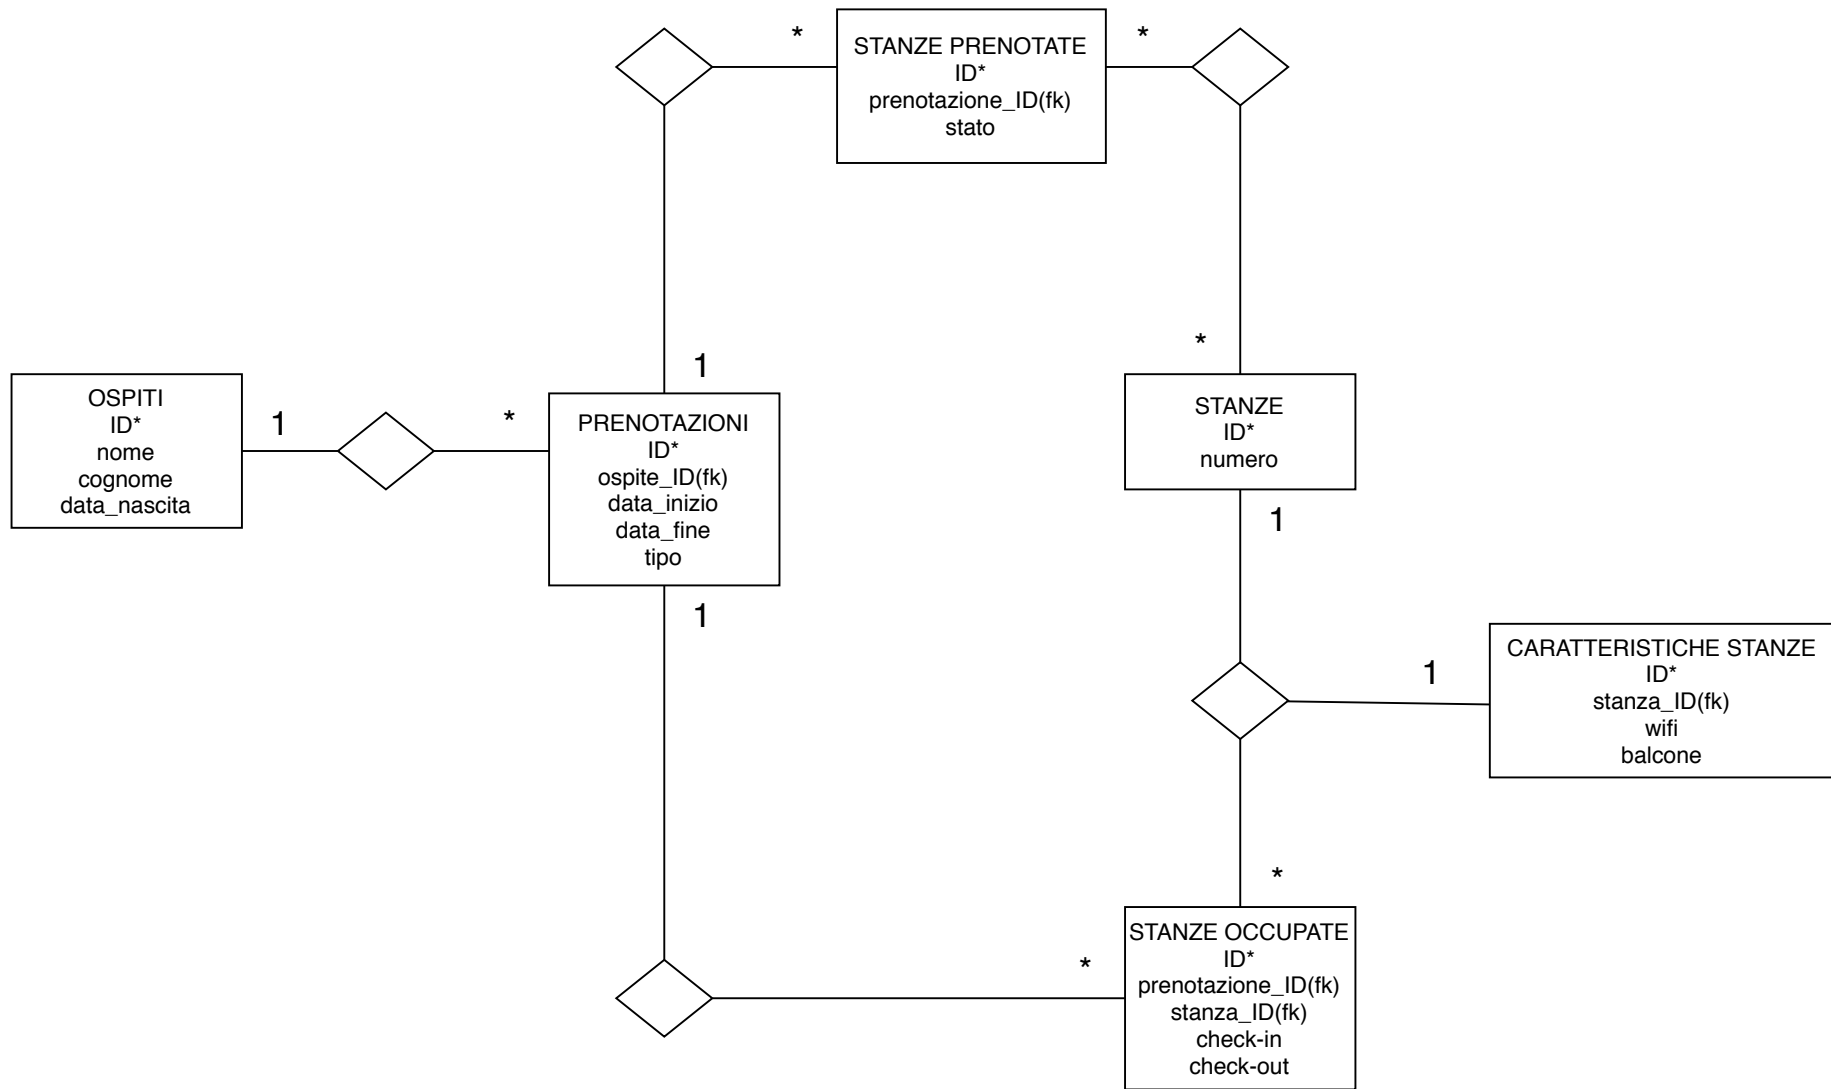 *
STANZE PRENOTATE
ID*
prenotazione_ID(fk)
stato
*
1
*
OSPITI
ID*
nome
cognome
data_nascita
1
*
PRENOTAZIONI
ID*
ospite_ID(fk)
data_inizio
data_fine
tipo
STANZE
ID*
numero
1
1
1
CARATTERISTICHE STANZE
ID*
stanza_ID(fk)
wifi
balcone
*
*
STANZE OCCUPATE
ID*
prenotazione_ID(fk)
stanza_ID(fk)
check-in
check-out